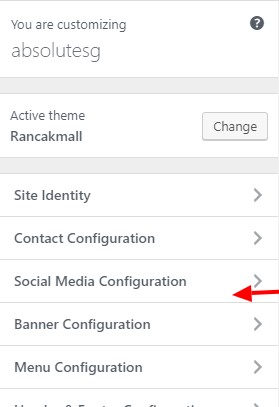 You are customizing
absolutesg
Active theme
Rancakmall
Change
Site Identity
Contact Configuration
Social Media Configuration
Banner Configuration
Menu Configuration